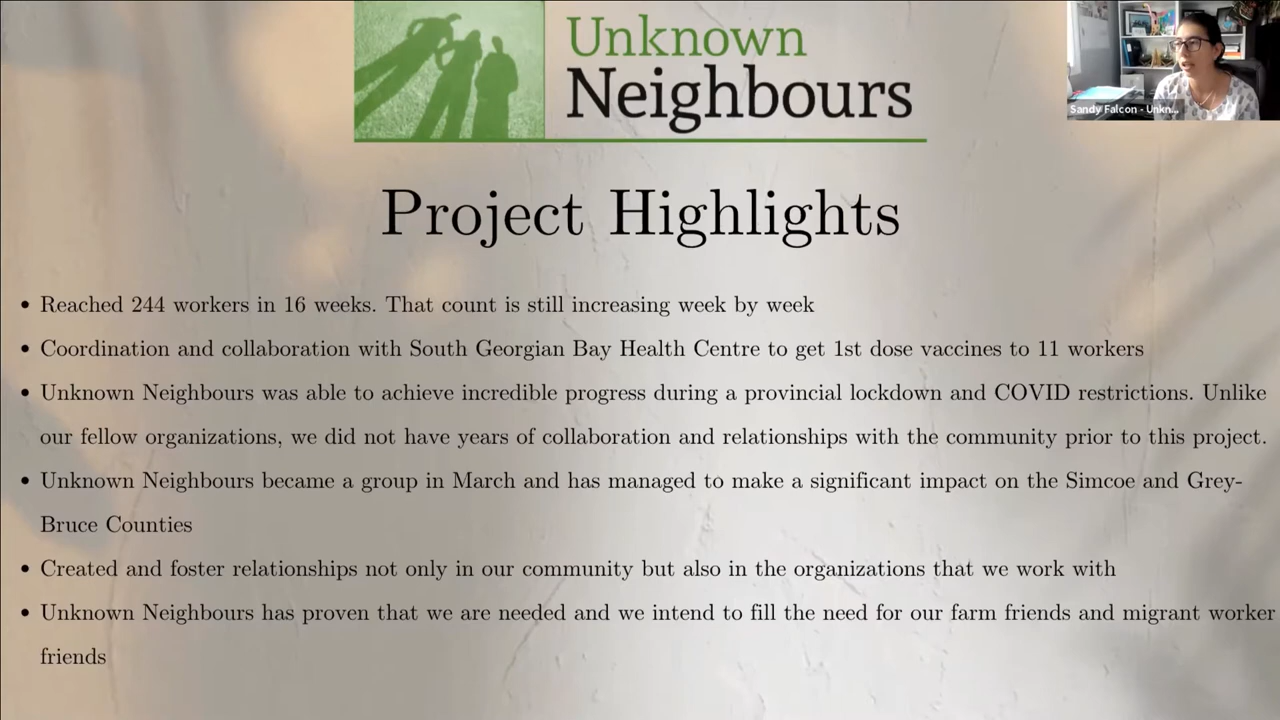 Unknown
Neighbours
Sandy Falcon - Unkn...
Project Highlights
• Reached 244 workers in 16 weeks. That count is still increasing week by week
• Coordination and collaboration with South Georgian Bay Health Centre to get 1st dose vaccines to 11 workers
• Unknown Neighbours was able to achieve incredible progress during a provincial lockdown and COVID restrictions. Unlike
our fellow organizations, we did not have years of collaboration and relationships with the community prior to this project.
• Unknown Neighbours became a group in March and has managed to make a significant impact on the Simcoe and Grey-
Bruce Counties
• Created and foster relationships not only in our community but also in the organizations that we work with
• Unknown Neighbours has proven that we are needed and we intend to fill the need for our farm friends and migrant worker
friends